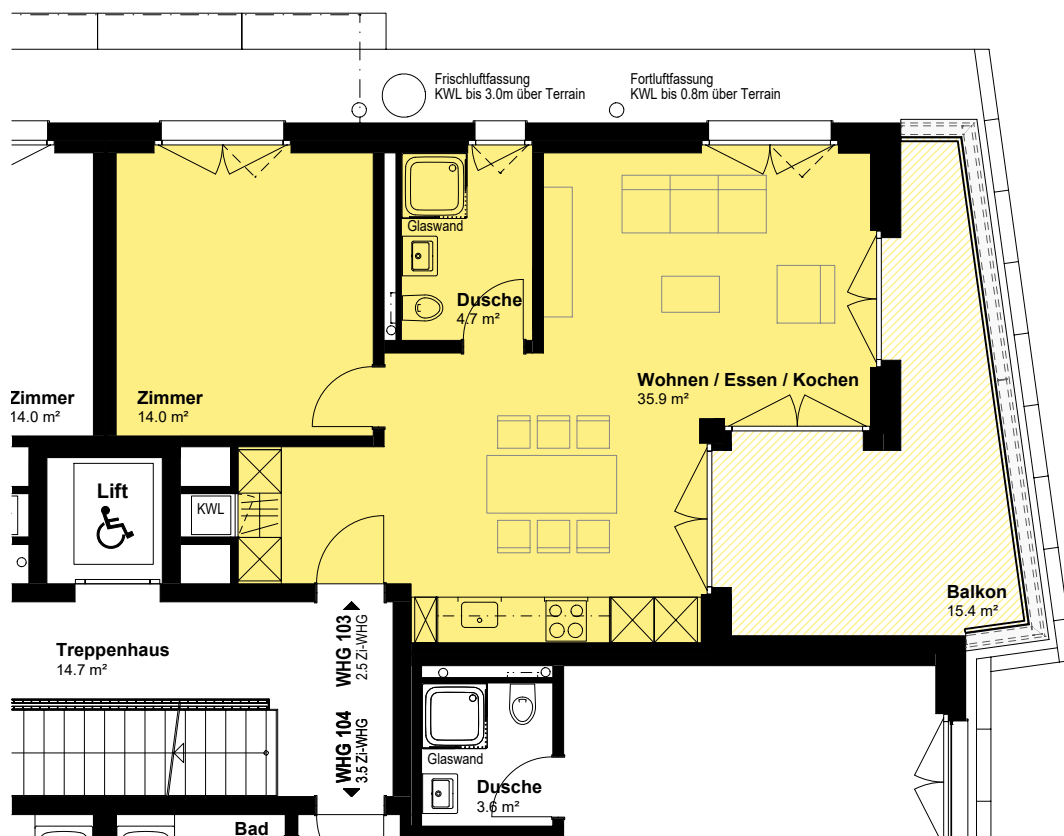 Frischluftfassung
KWL bis 3.0m über Terrain
Fortluftfassung
KWL bis 0.8m über Terrain
Glaswand
Dusche
4.7 m²
Zimmer
14.0 m²
Zimmer
14.0 m²
Wohnen / Essen / Kochen
35.9 m²
Lift
KWL
Balkon
15.4 m²
Treppenhaus
14.7 m²
WHG 103
2.5 Zi-WHG
WHG 104
3.5 Zi-WHG
Glaswand
Dusche
3.6 m²
Bad